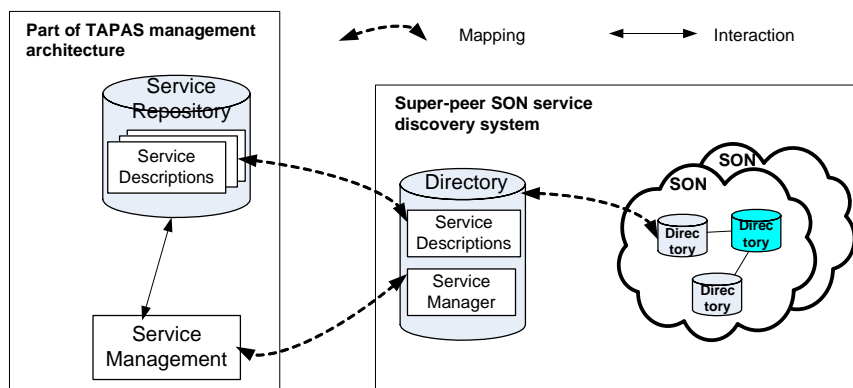 Part of TAPAS management
architecture
Mapping
Interaction
Service
Repository
Service
Descriptions
Service
Management
Super-peer SON service
discovery system
Directory
Service
Descriptions
Service
Manager
SON
SON
Direc
tory
Direc
tory
Direc
tory